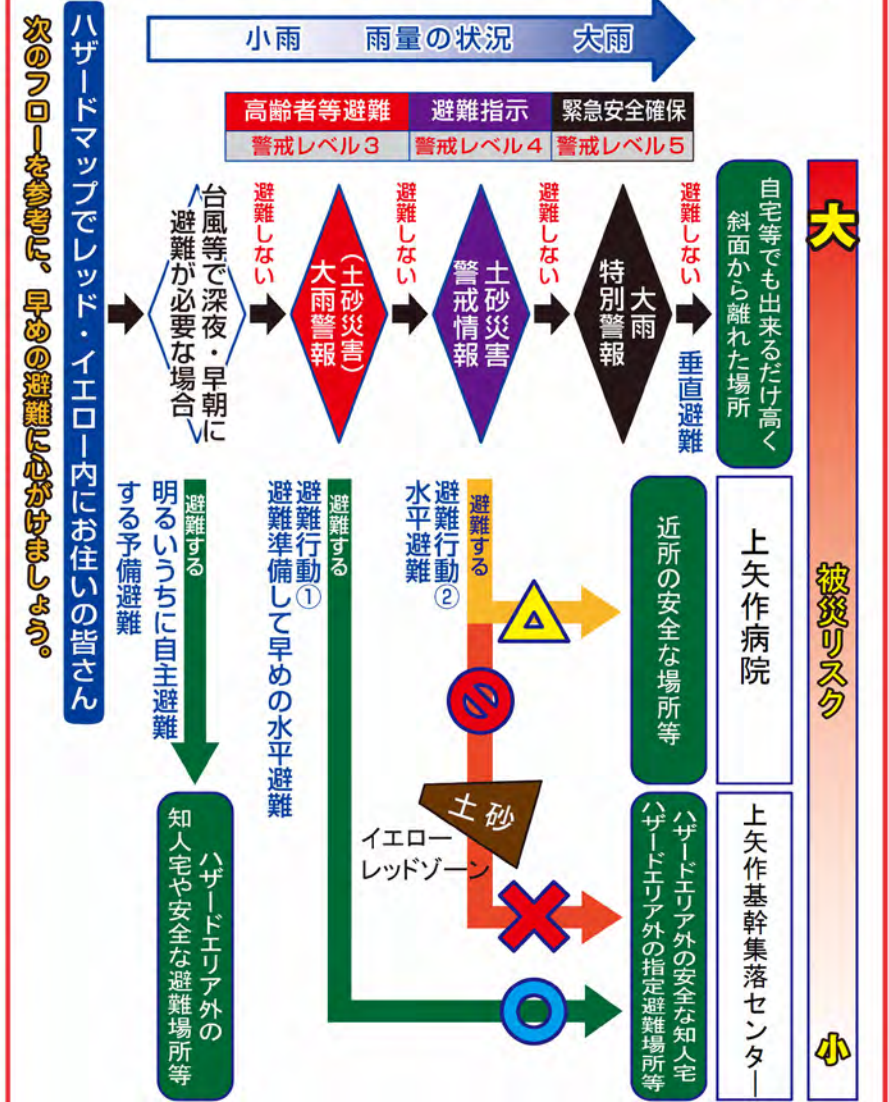 次のフローを参考に、早めの避難に心がけましょう。
ハザードマップでレッド・イエロー内にお住いの皆さん
小雨 雨量の状況 大雨
高齢者等避難 避難指示 緊急安全確保
警戒レベル3 警戒レベル4 警戒レベル5
台風等で深夜・早朝に
避難が必要な場合
避難しない
(土砂災害)
大雨警報
避難しない
土砂災害
警戒情報
避難しない
大雨
特別警報
避難しない
垂直避難
自宅等でも出来るだけ高く
斜面から離れた場所
大
被災リスク
小
避難する
明るいうちに自主避難
する予備避難
ハザードエリア外の
知人宅や安全な避難場所等
避難する
避難行動①
避難準備して早めの水平避難
避難する
避難行動②
水平避難
土砂
イエロー
レッドゾーン
近所の安全な場所等
上矢作病院
ハザードエリア外の安全な知人宅
ハザードエリア外の指定避難場所等
上矢作基幹集落センター